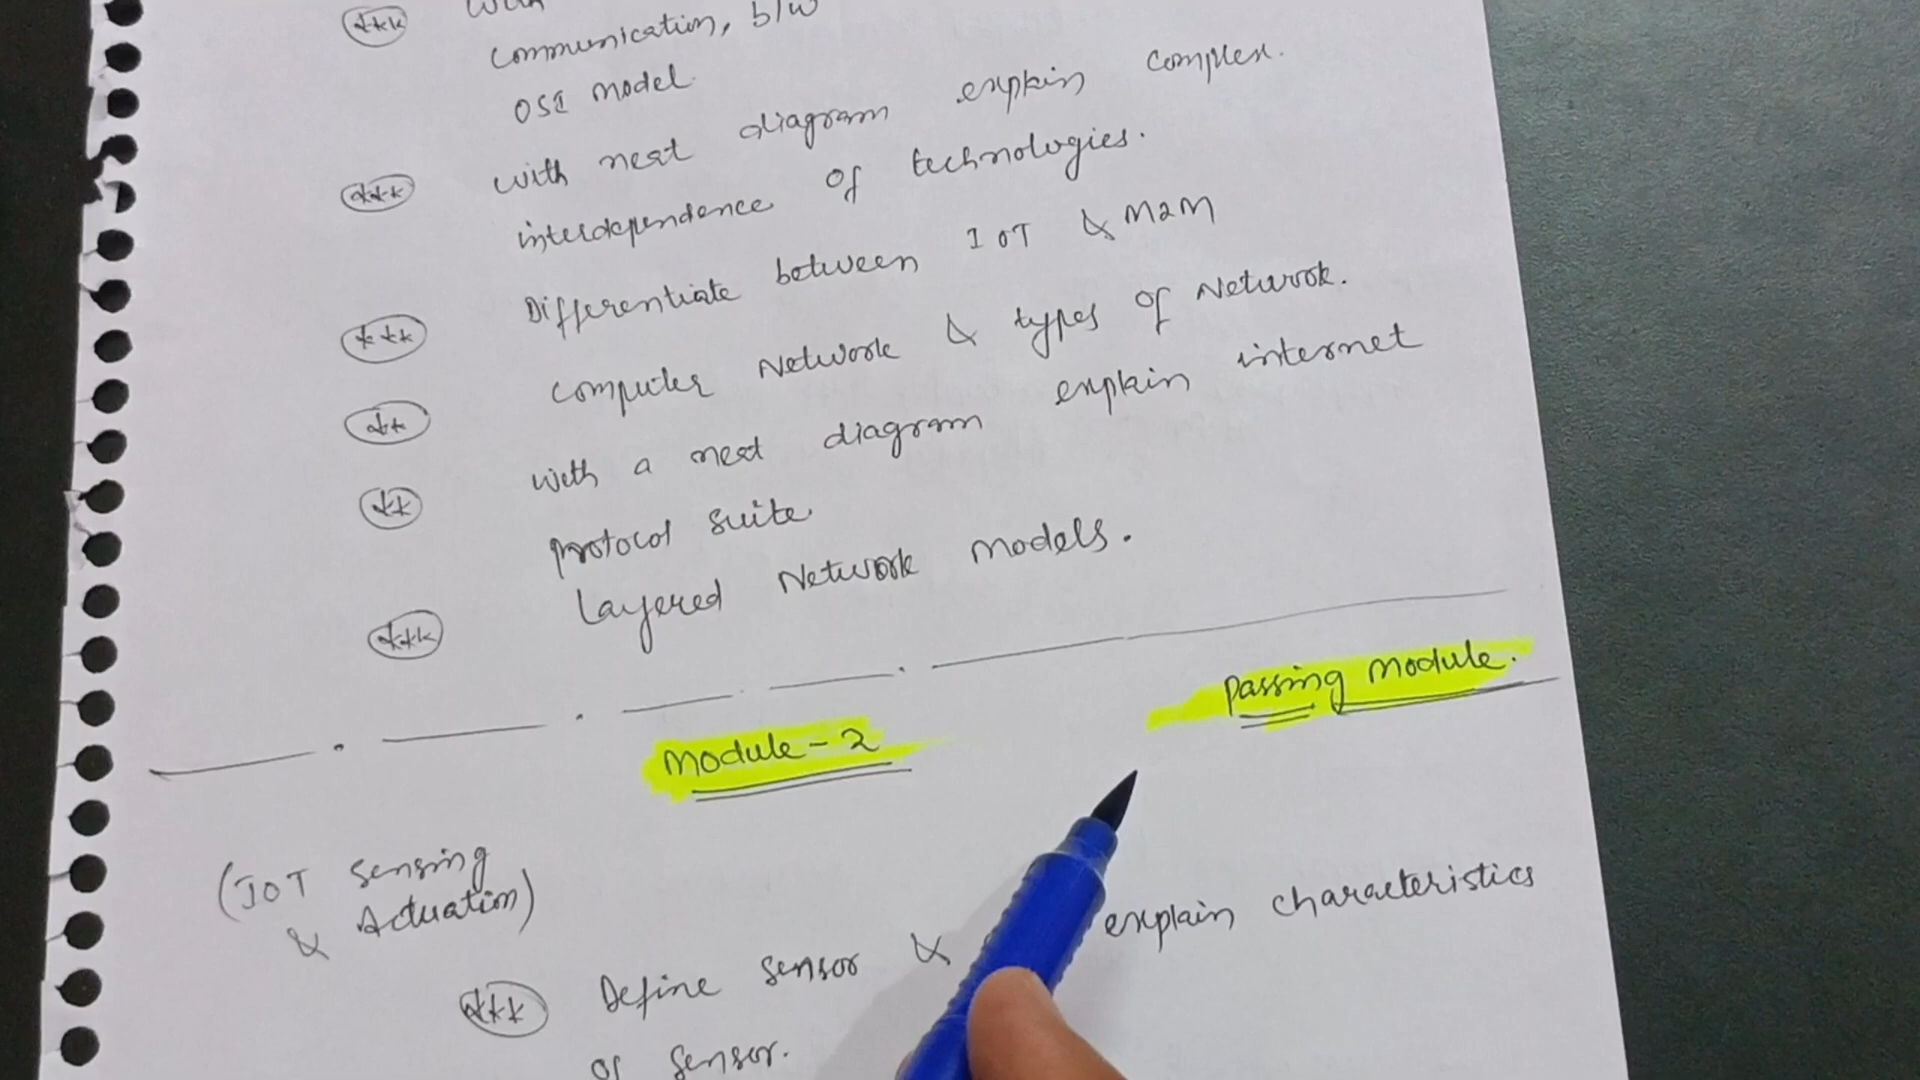 *** With
communication, b/w
OSI model.
*** with neat diagram explain complex.
interdependence of technologies.
*** Differentiate between IOT & M2M
** Computer Network & types of Network.
** with a neat diagram explain internet
protocol suite
*** Layered Network models.
Passing Module.
Module-2
(IOT Sensing
& Actuation)
*** Define sensor & explain characteristics
of sensor.